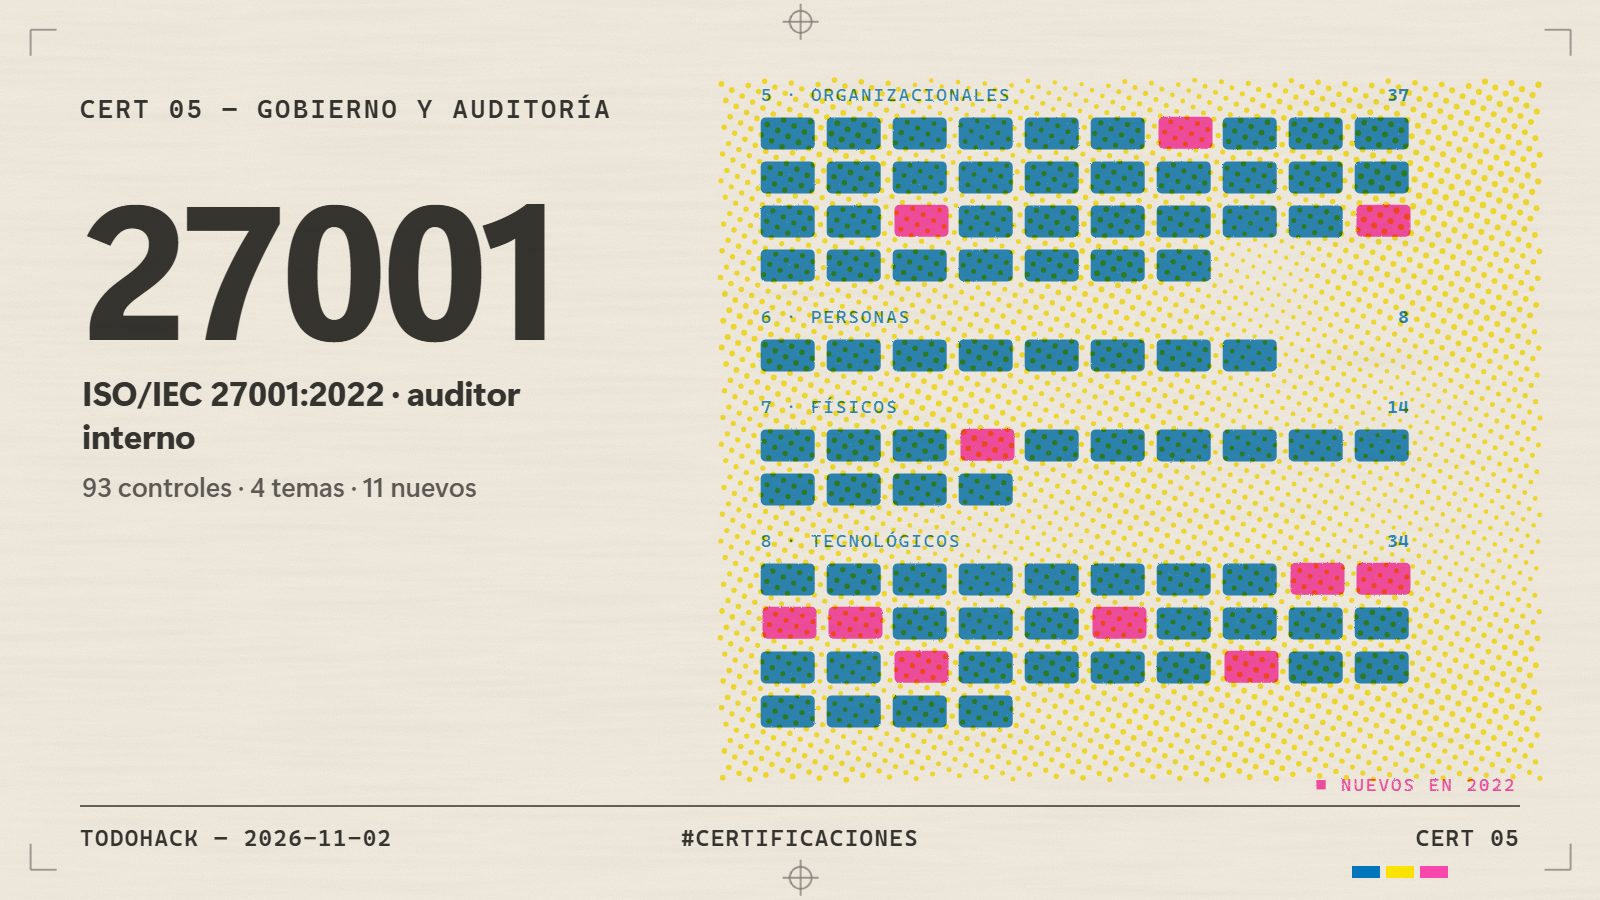 CERT 05 — GOBIERNO Y AUDITORÍA
27001
ISO/IEC 27001:2022 · auditor
interno
93 controles · 4 temas · 11 nuevos
5 · ORGANIZACIONALES 37
6 · PERSONAS 8
7 · FÍSICOS 14
8 · TECNOLÓGICOS 34
■ NUEVOS EN 2022
TODOHACK — 2026-11-02
#CERTIFICACIONES
CERT 05